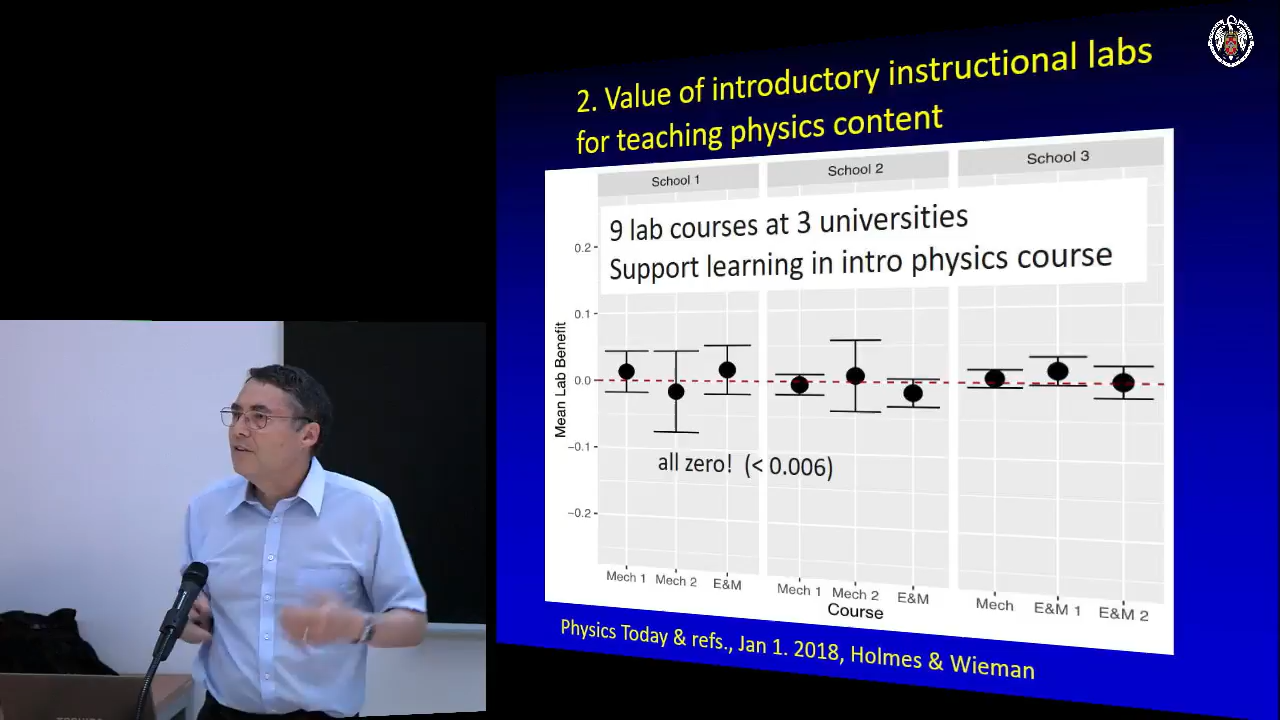 2. Value of introductory instructional labs
for teaching physics content
School 1
School 2
School 3
9 lab courses at 3 universities
Support learning in intro physics course
0.2
0.1
0.0
−0.1
−0.2
Mean Lab Benefit
all zero! (< 0.006)
Mech 1 Mech 2 E&M
Mech 1 Mech 2 E&M
Mech E&M 1 E&M 2
Course
Physics Today & refs., Jan 1. 2018, Holmes & Wieman